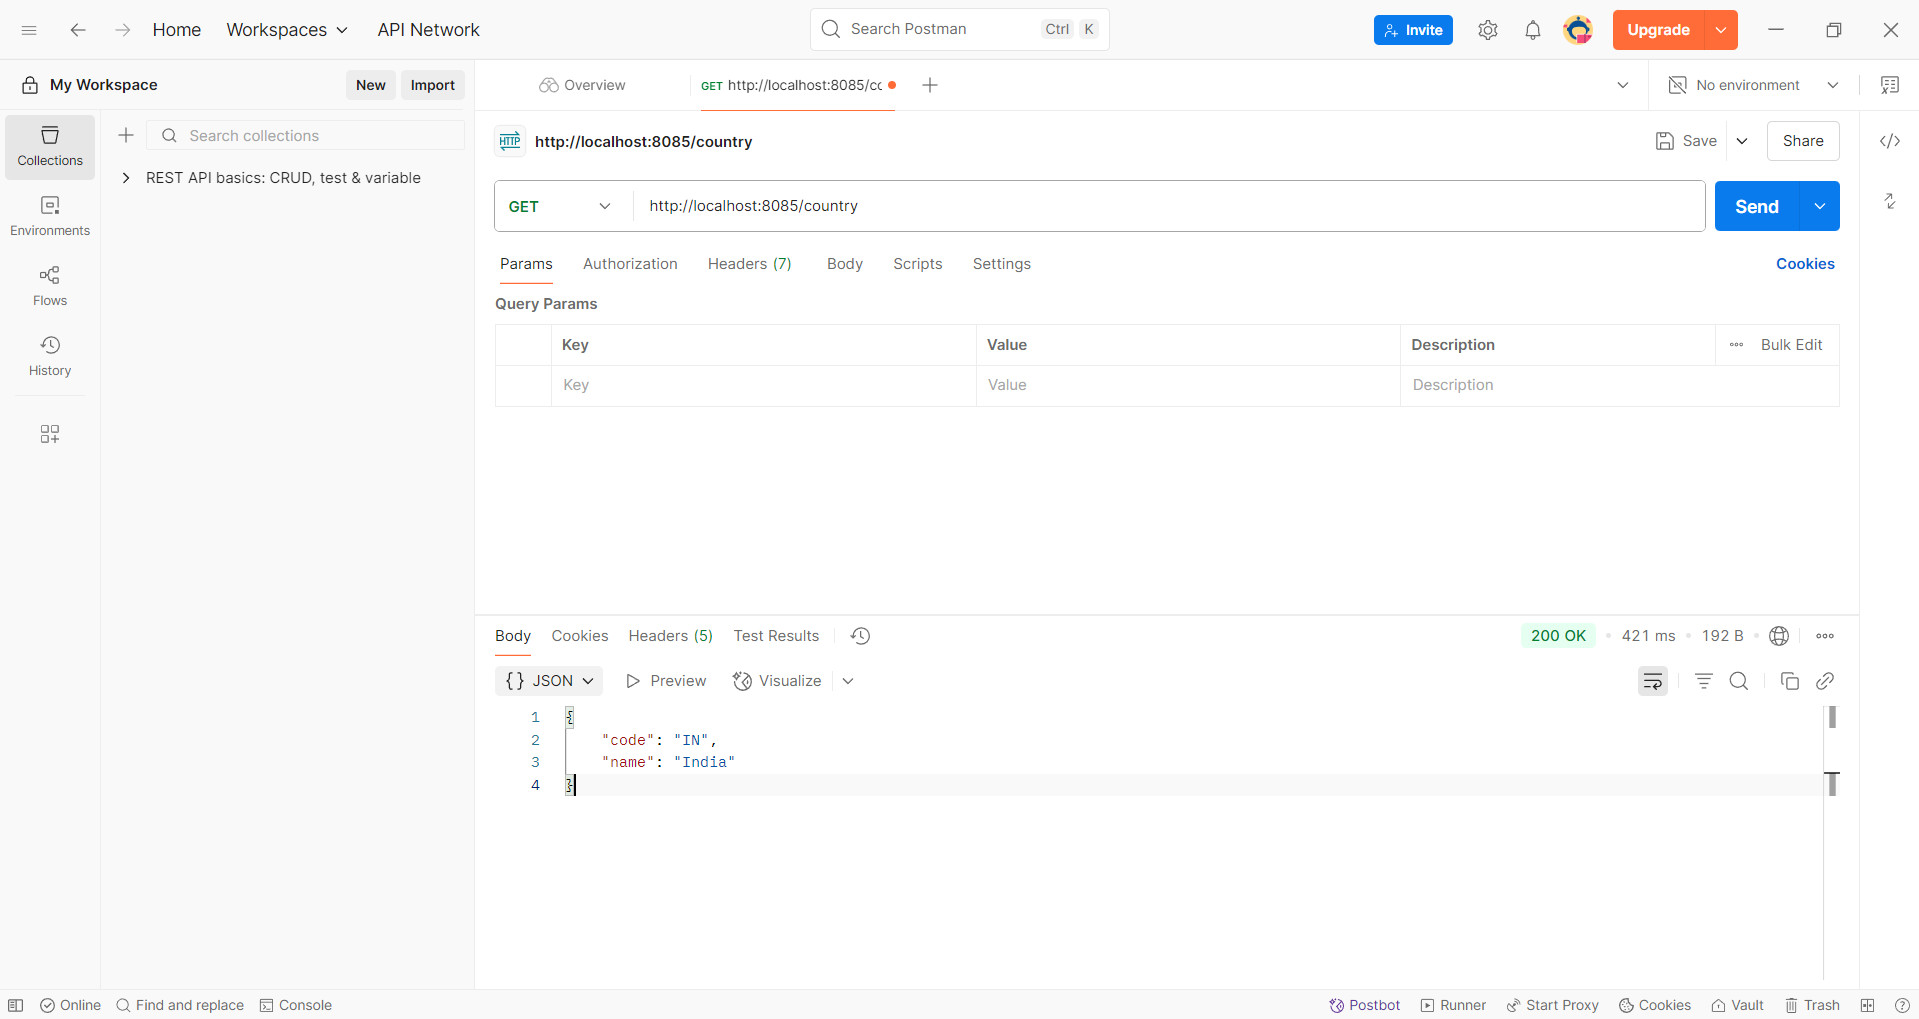 Home Workspaces API Network Search Postman Ctrl K Invite Upgrade
My Workspace New Import Overview GET http://localhost:8085/cc No environment
Collections
Search collections
REST API basics: CRUD, test & variable
Environments
Flows
History
HTTP http://localhost:8085/country Save Share
GET http://localhost:8085/country Send
Params Authorization Headers (7) Body Scripts Settings Cookies
Query Params
Key Value Description Bulk Edit
Key Value Description
Body Cookies Headers (5) Test Results 200 OK 421 ms 192 B
{} JSON Preview Visualize
1 {
2 "code": "IN",
3 "name": "India"
4 }
Online Find and replace Console Postbot Runner Start Proxy Cookies Vault Trash